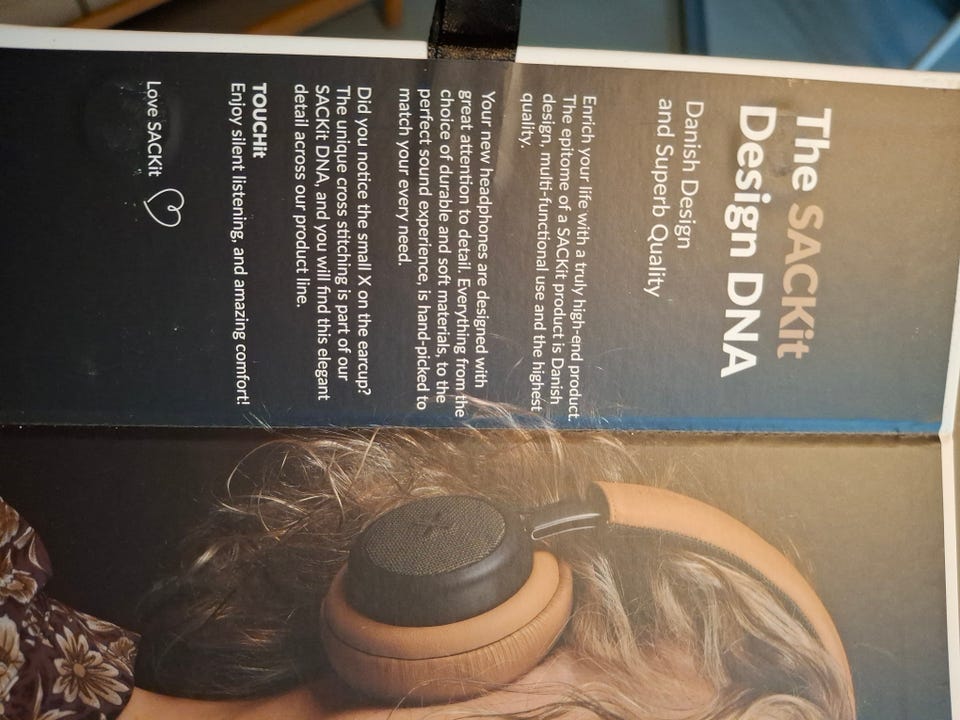 The SACKit
Design DNA
Danish Design
and Superb Quality
Enrich your life with a truly high-end product.
The epitome of a SACKit product is Danish
design, multi-functional use and the highest
quality.
Your new headphones are designed with
great attention to detail. Everything from the
choice of durable and soft materials, to the
perfect sound experience, is hand-picked to
match your every need.
Did you notice the small X on the earcup?
The unique cross stitching is part of our
SACKit DNA, and you will find this elegant
detail across our product line.
TOUCHit
Enjoy silent listening, and amazing comfort!
Love SACKit